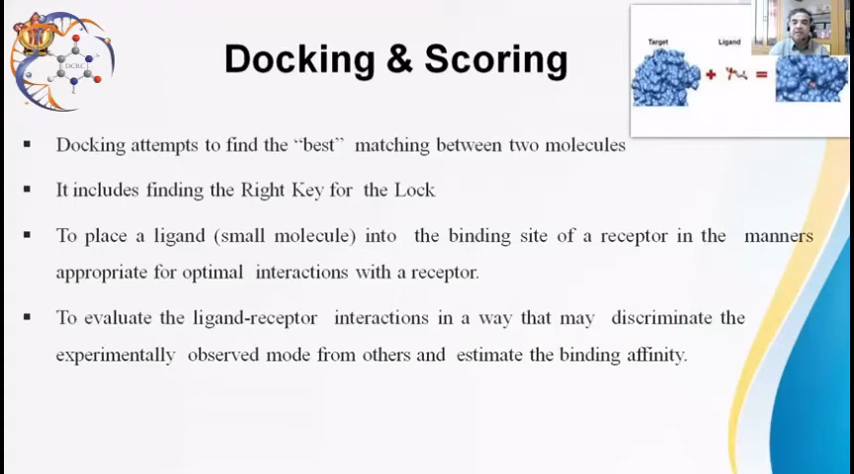 Docking & Scoring
DCRC
Target
Ligand
+
=
Docking attempts to find the “best” matching between two molecules
It includes finding the Right Key for the Lock
To place a ligand (small molecule) into the binding site of a receptor in the manners
appropriate for optimal interactions with a receptor.
To evaluate the ligand-receptor interactions in a way that may discriminate the
experimentally observed mode from others and estimate the binding affinity.